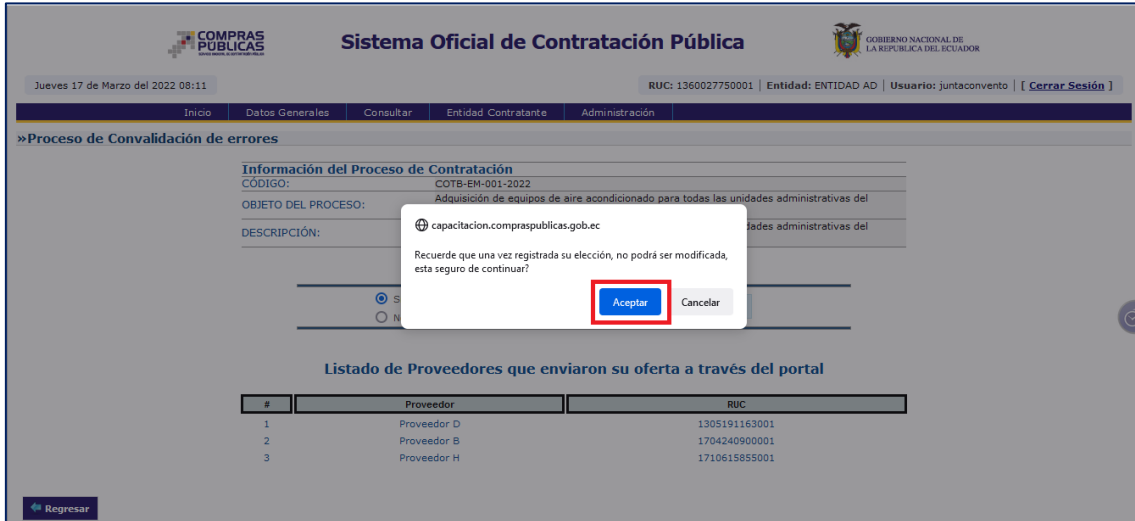 COMPRAS
PÚBLICAS
Sistema Oficial de Contratación Pública
GOBIERNO NACIONAL DE
LA REPUBLICA DEL ECUADOR
Jueves 17 de Marzo del 2022 08:11
RUC: 1360027750001 | Entidad: ENTIDAD AD | Usuario: juntaconvento | [ Cerrar Sesión ]
Inicio Datos Generales Consultar Entidad Contratante Administración
»Proceso de Convalidación de errores
Información del Proceso de Contratación
CÓDIGO: COTB-EM-001-2022
OBJETO DEL PROCESO: Adquisición de equipos de aire acondicionado para todas las unidades administrativas del
DESCRIPCIÓN: dades administrativas del
capacitacion.compraspublicas.gob.ec
Recuerde que una vez registrada su elección, no podrá ser modificada,
esta seguro de continuar?
S
N
Aceptar Cancelar
Listado de Proveedores que enviaron su oferta a través del portal
# Proveedor RUC
1 Proveedor D 1305191163001
2 Proveedor B 1704240900001
3 Proveedor H 1710615855001
Regresar